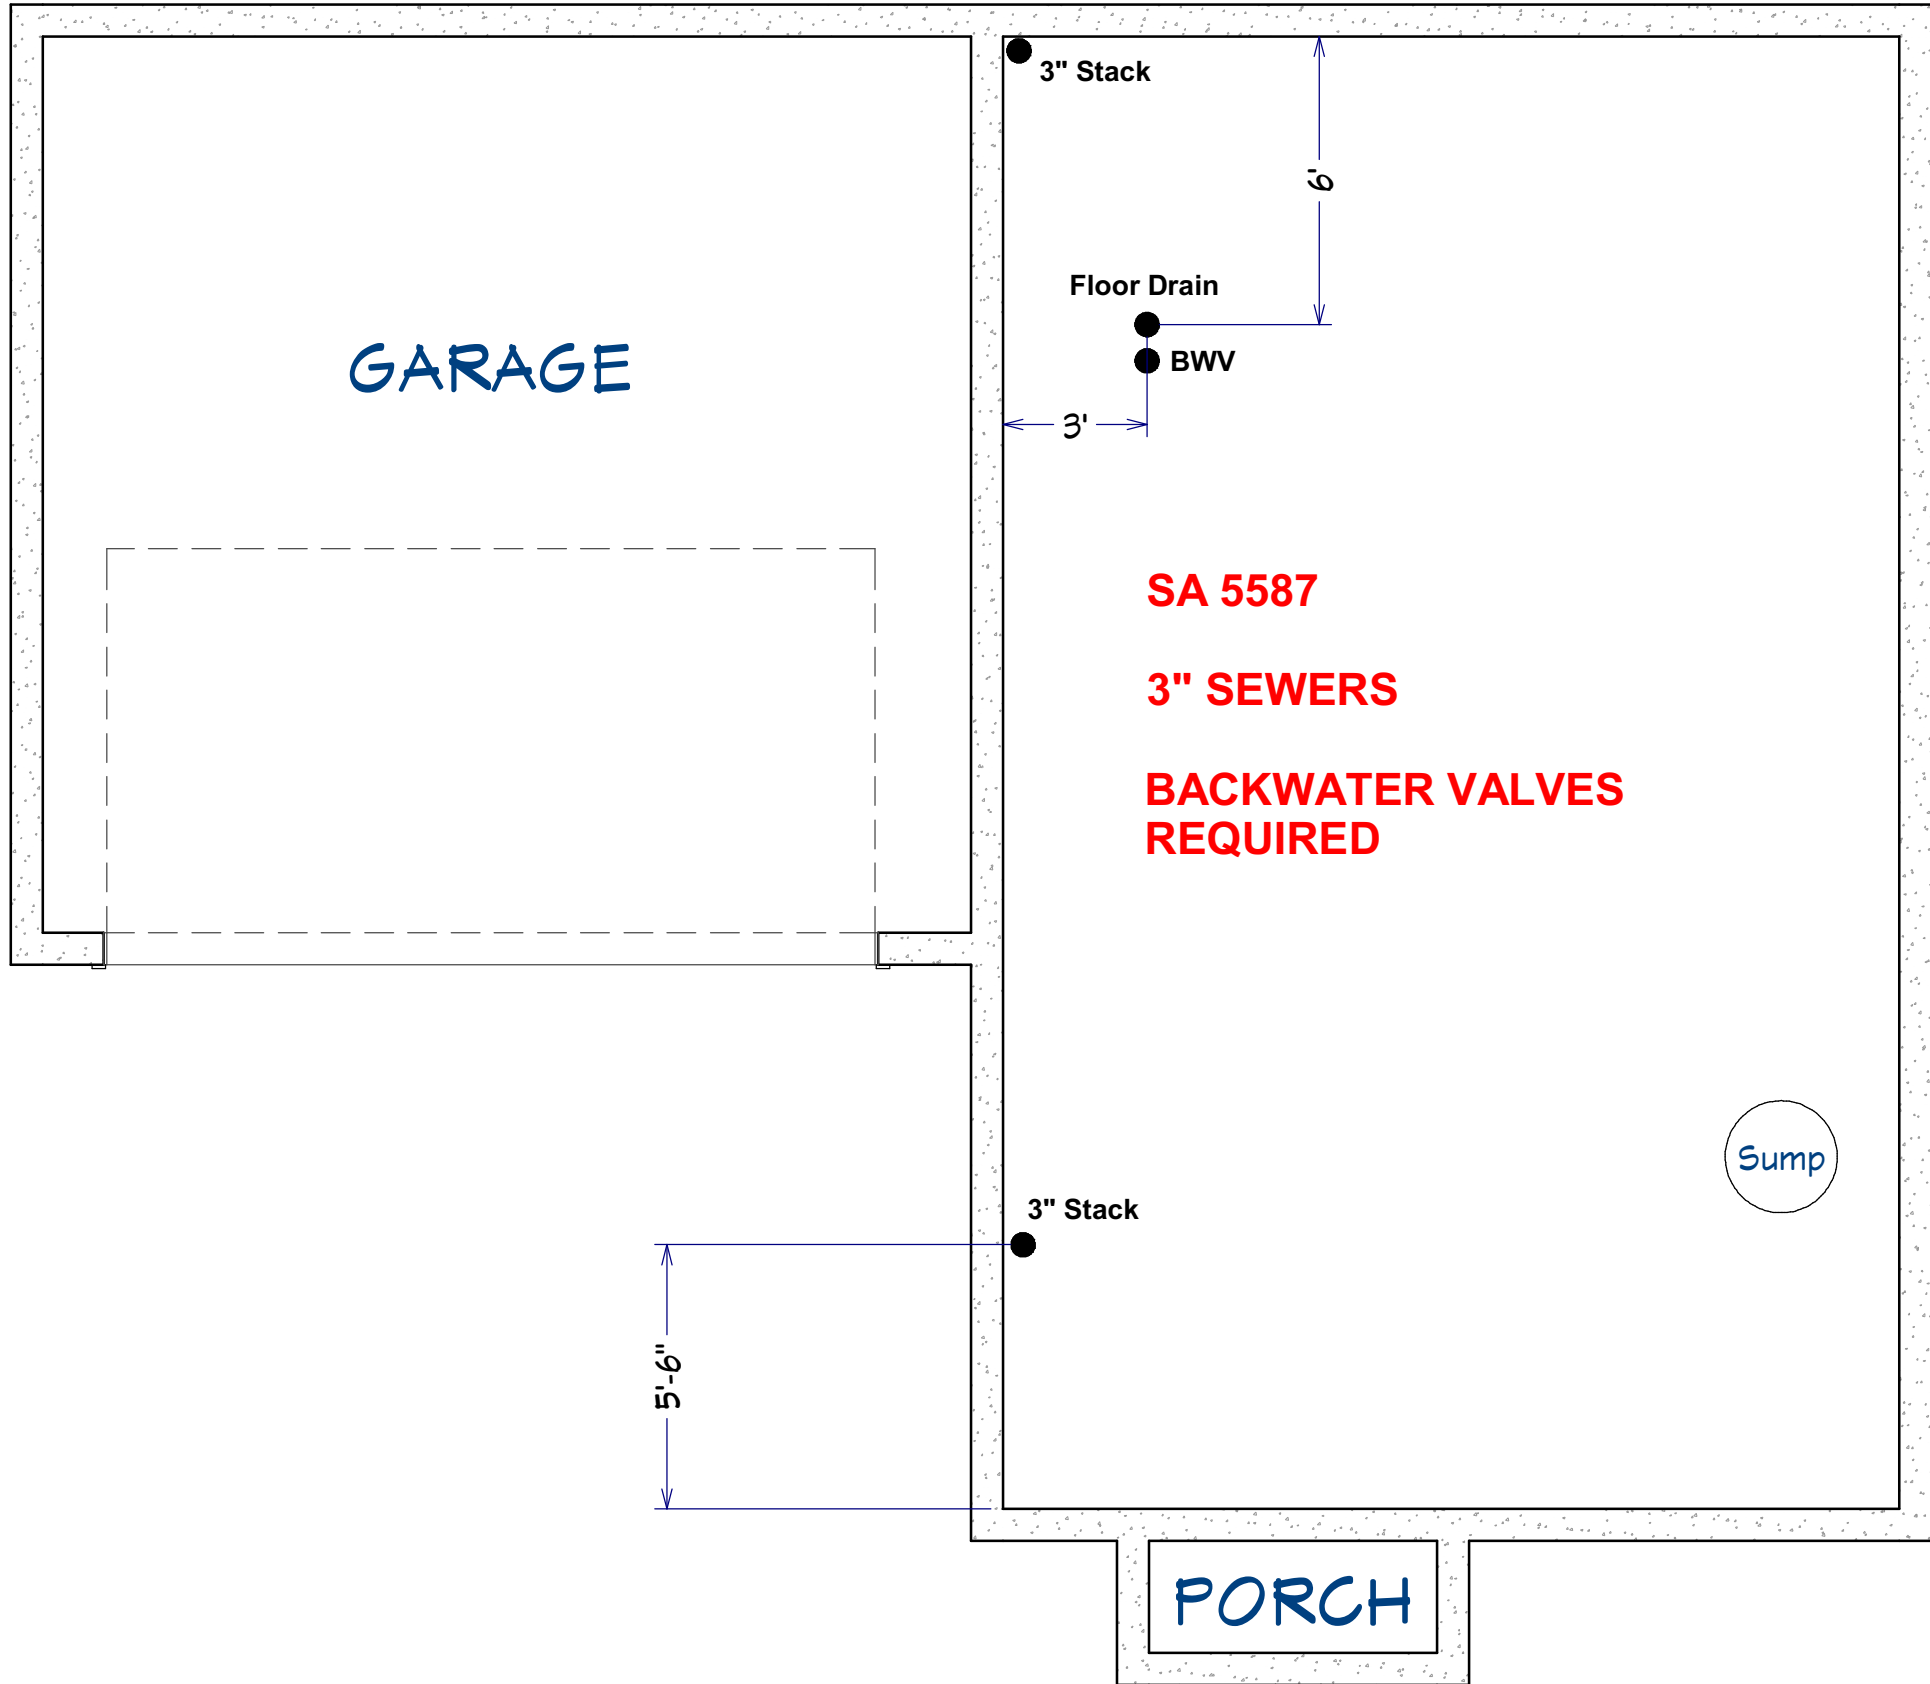 3" Stack
6'
Floor Drain
GARAGE
BWV
3'
SA 5587
3" SEWERS
BACKWATER VALVES
REQUIRED
Sump
3" Stack
5'-6"
PORCH